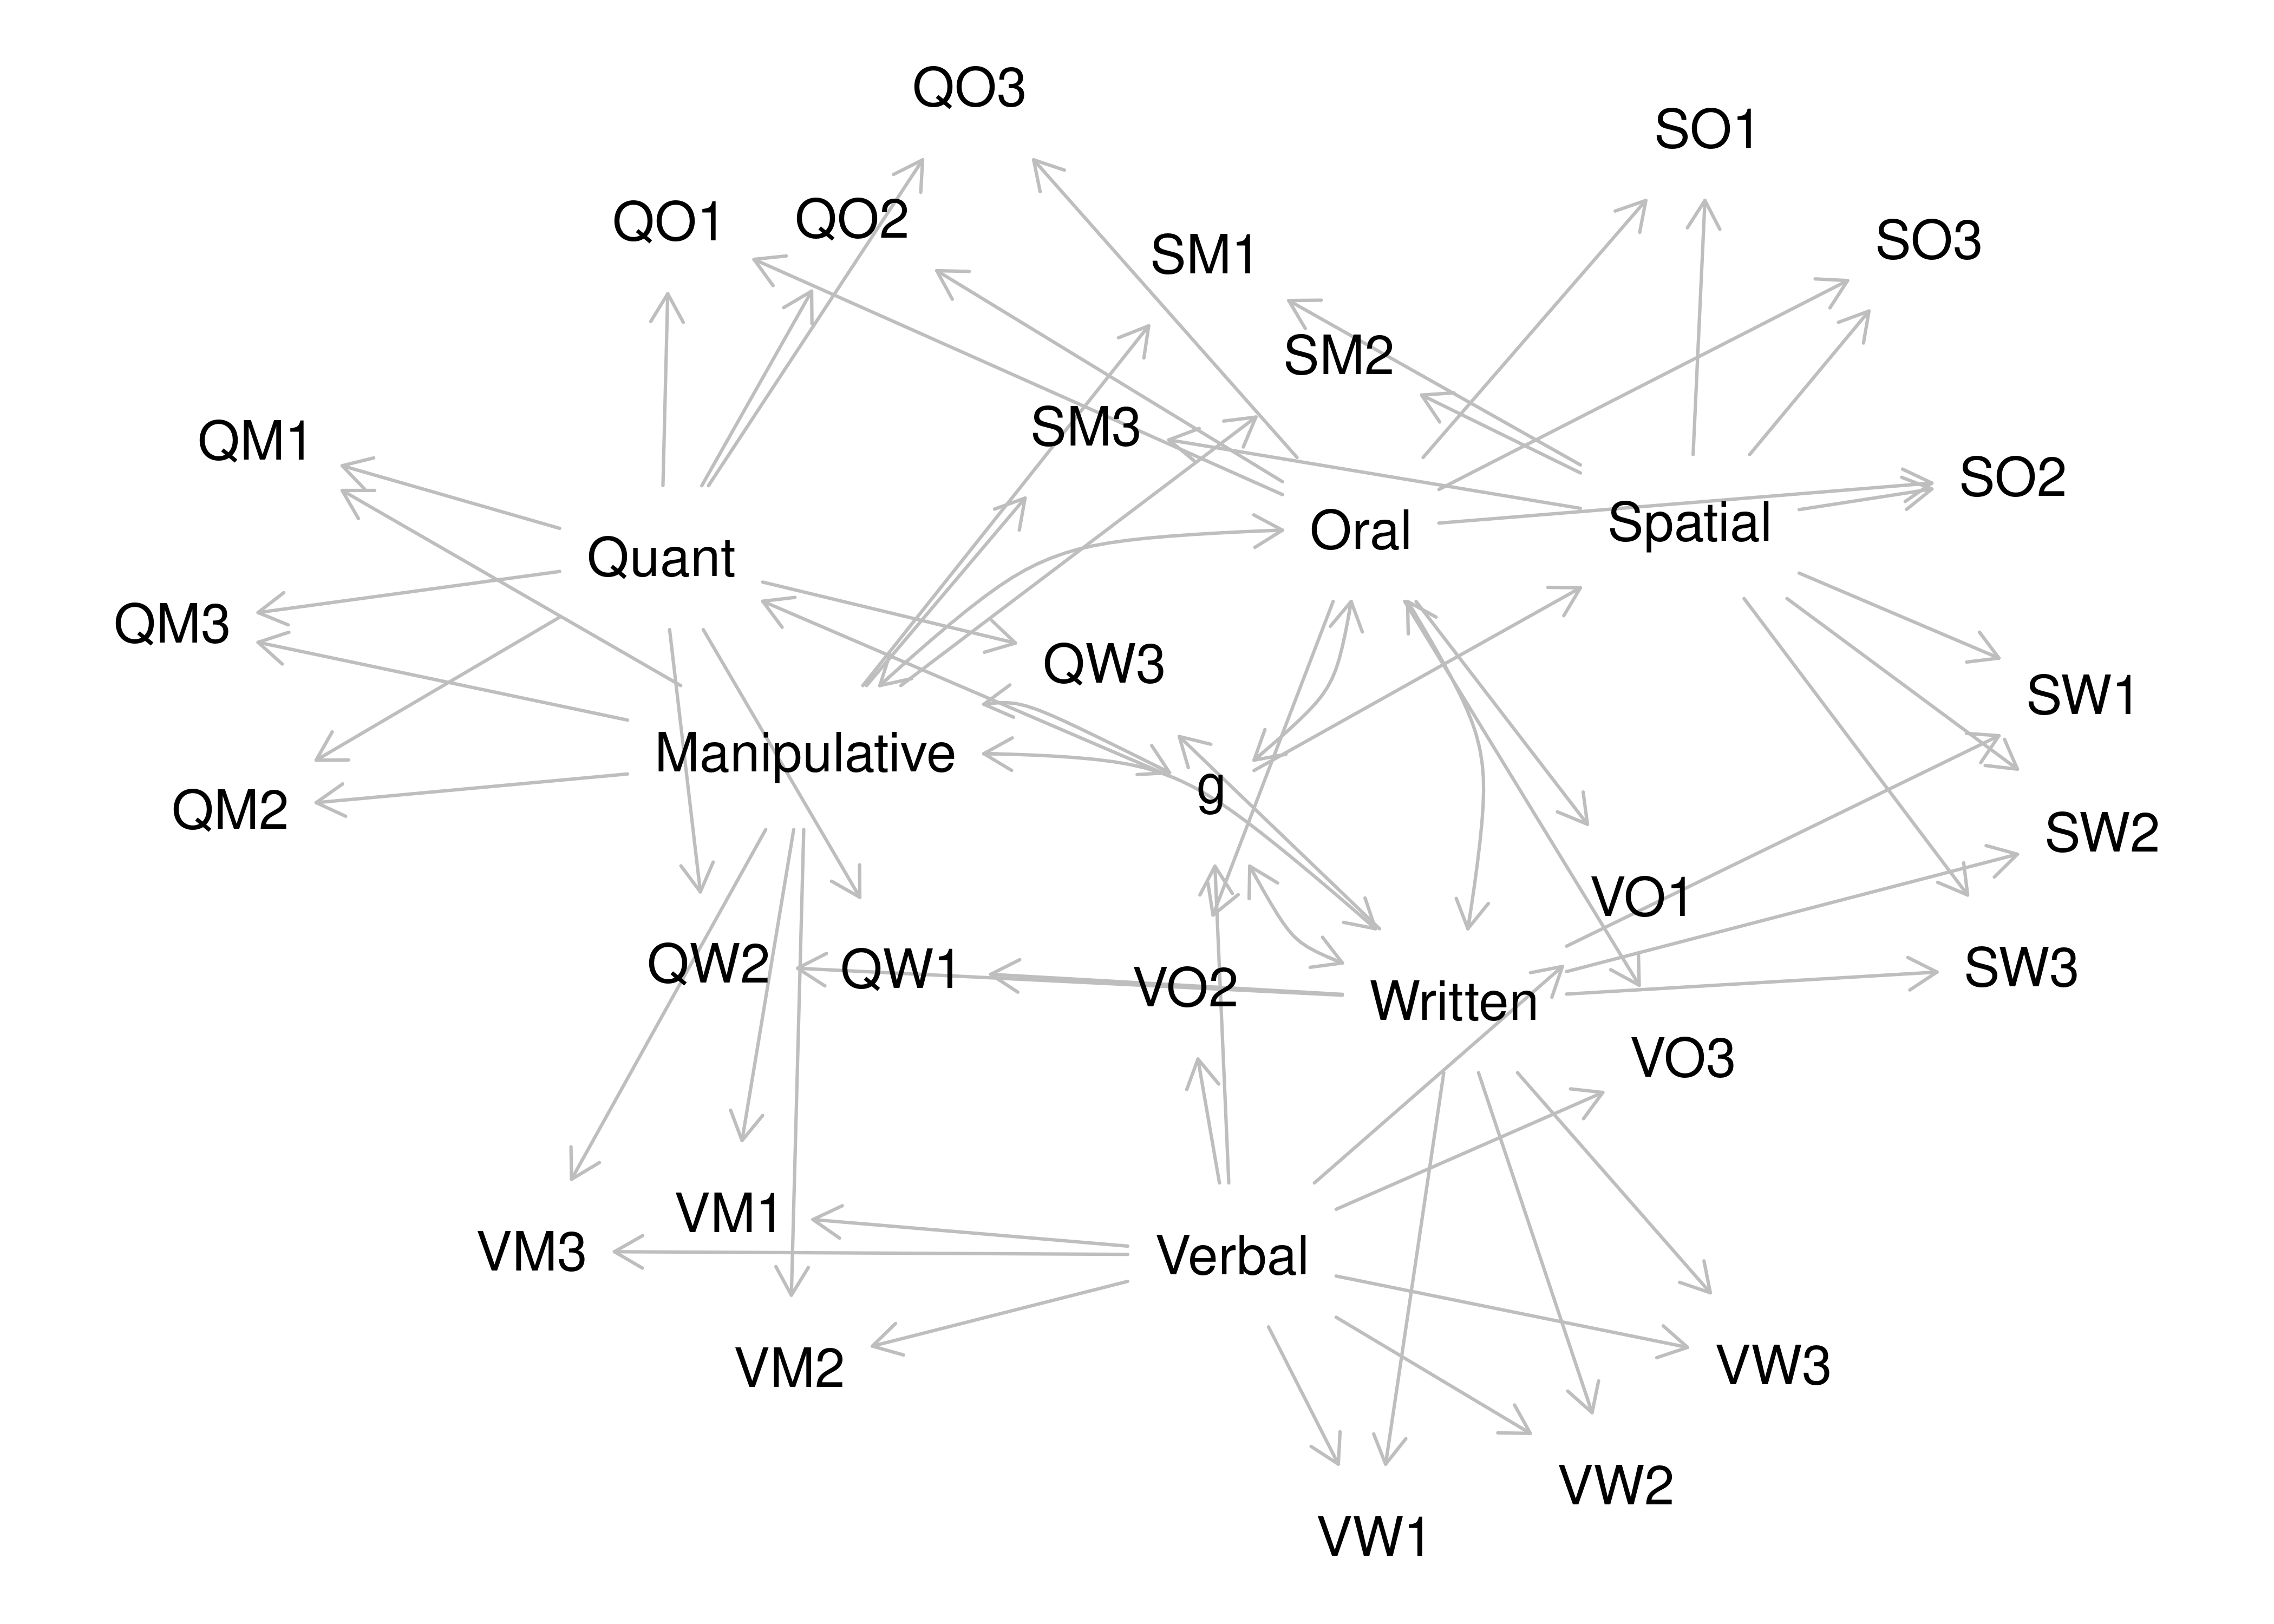 QO3
SO1
QO1
QO2
SO3
SM1
SM2
SM3
QM1
SO2
Oral
Spatial
Quant
QM3
QW3
SW1
Manipulative
g
QM2
SW2
VO1
QW2
QW1
VO2
SW3
Written
VO3
VM1
VM3
Verbal
VM2
VW3
VW2
VW1